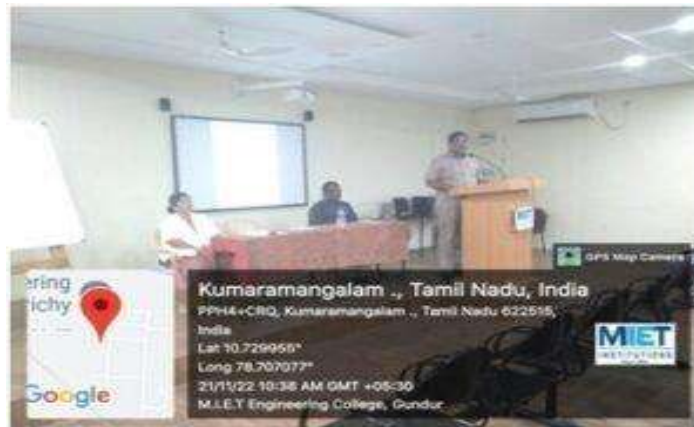 GPS Map Camera
ering
richy
Google
Kumaramangalam ., Tamil Nadu, India
PPH4+CRQ, Kumaramangalam ., Tamil Nadu 622515,
India
Lat 10.729955°
Long 78.707077°
21/11/22 10:38 AM GMT +05:30
M.I.E.T Engineering College, Gundur
MIET
INSTITUTIONS